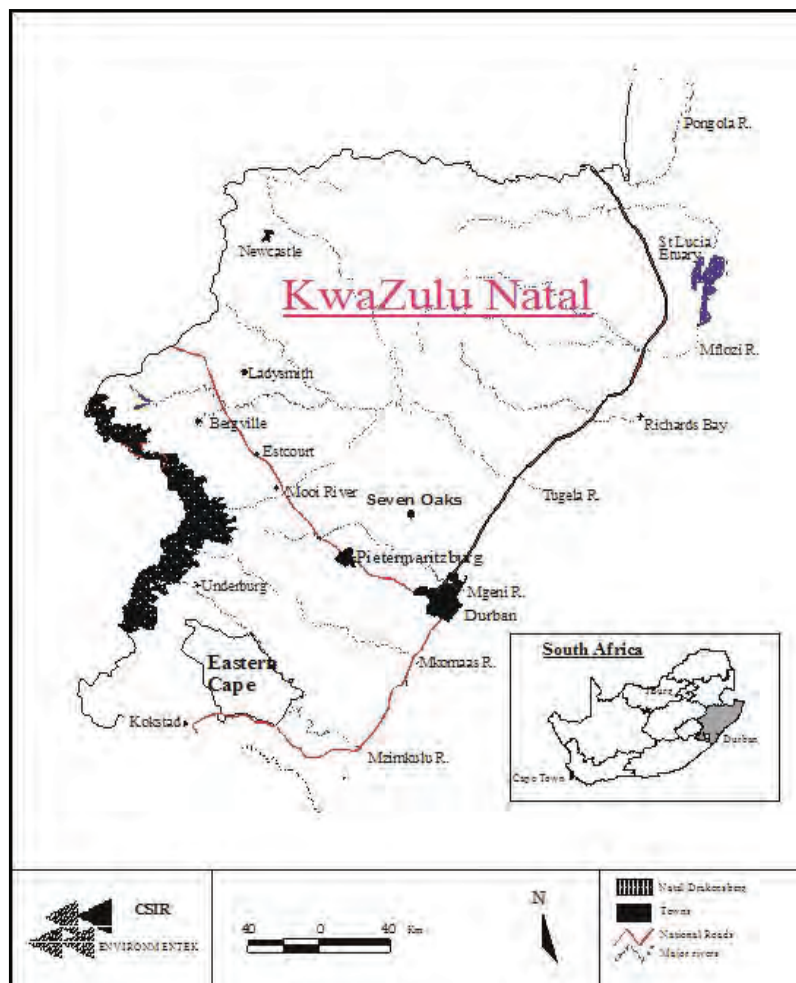 Pongola R.
St Lucia
Etuary
Newcastle
KwaZulu Natal
Mflozi R.
Ladysmith
Bergville
Richards Bay
Estcourt
Mooi River
Seven Oaks
Tugela R.
Pietermaritzburg
Underburg
Mgeni R.
Durban
Eastern
Cape
Mkomaas R.
Kokstad
Mzimkulu R.
South Africa
Durban
Cape Town
CSIR
ENVIRONMENTEK
40 0 40 Km
N
Natal Drakensberg
Towns
National Roads
Major rivers